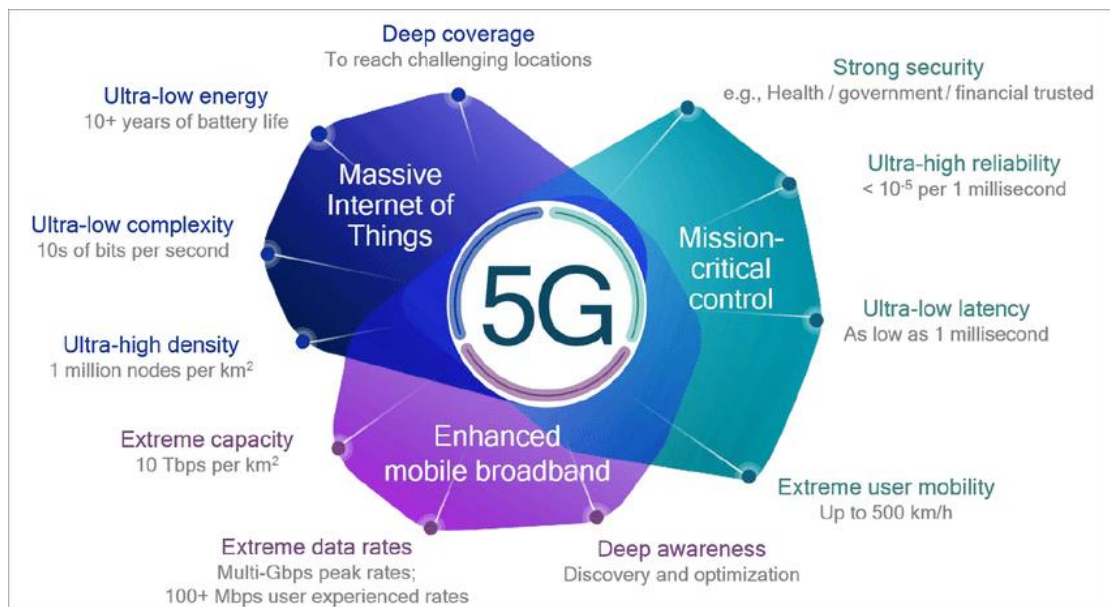 Deep coverage
To reach challenging locations
Strong security
e.g., Health / government / financial trusted
Ultra-low energy
10+ years of battery life
Ultra-high reliability
< 10⁻⁵ per 1 millisecond
Massive
Internet of
Things
Ultra-low complexity
10s of bits per second
5G
Mission-
critical
control
Ultra-low latency
As low as 1 millisecond
Ultra-high density
1 million nodes per km²
Extreme capacity
10 Tbps per km²
Enhanced
mobile broadband
Extreme user mobility
Up to 500 km/h
Extreme data rates
Multi-Gbps peak rates;
100+ Mbps user experienced rates
Deep awareness
Discovery and optimization